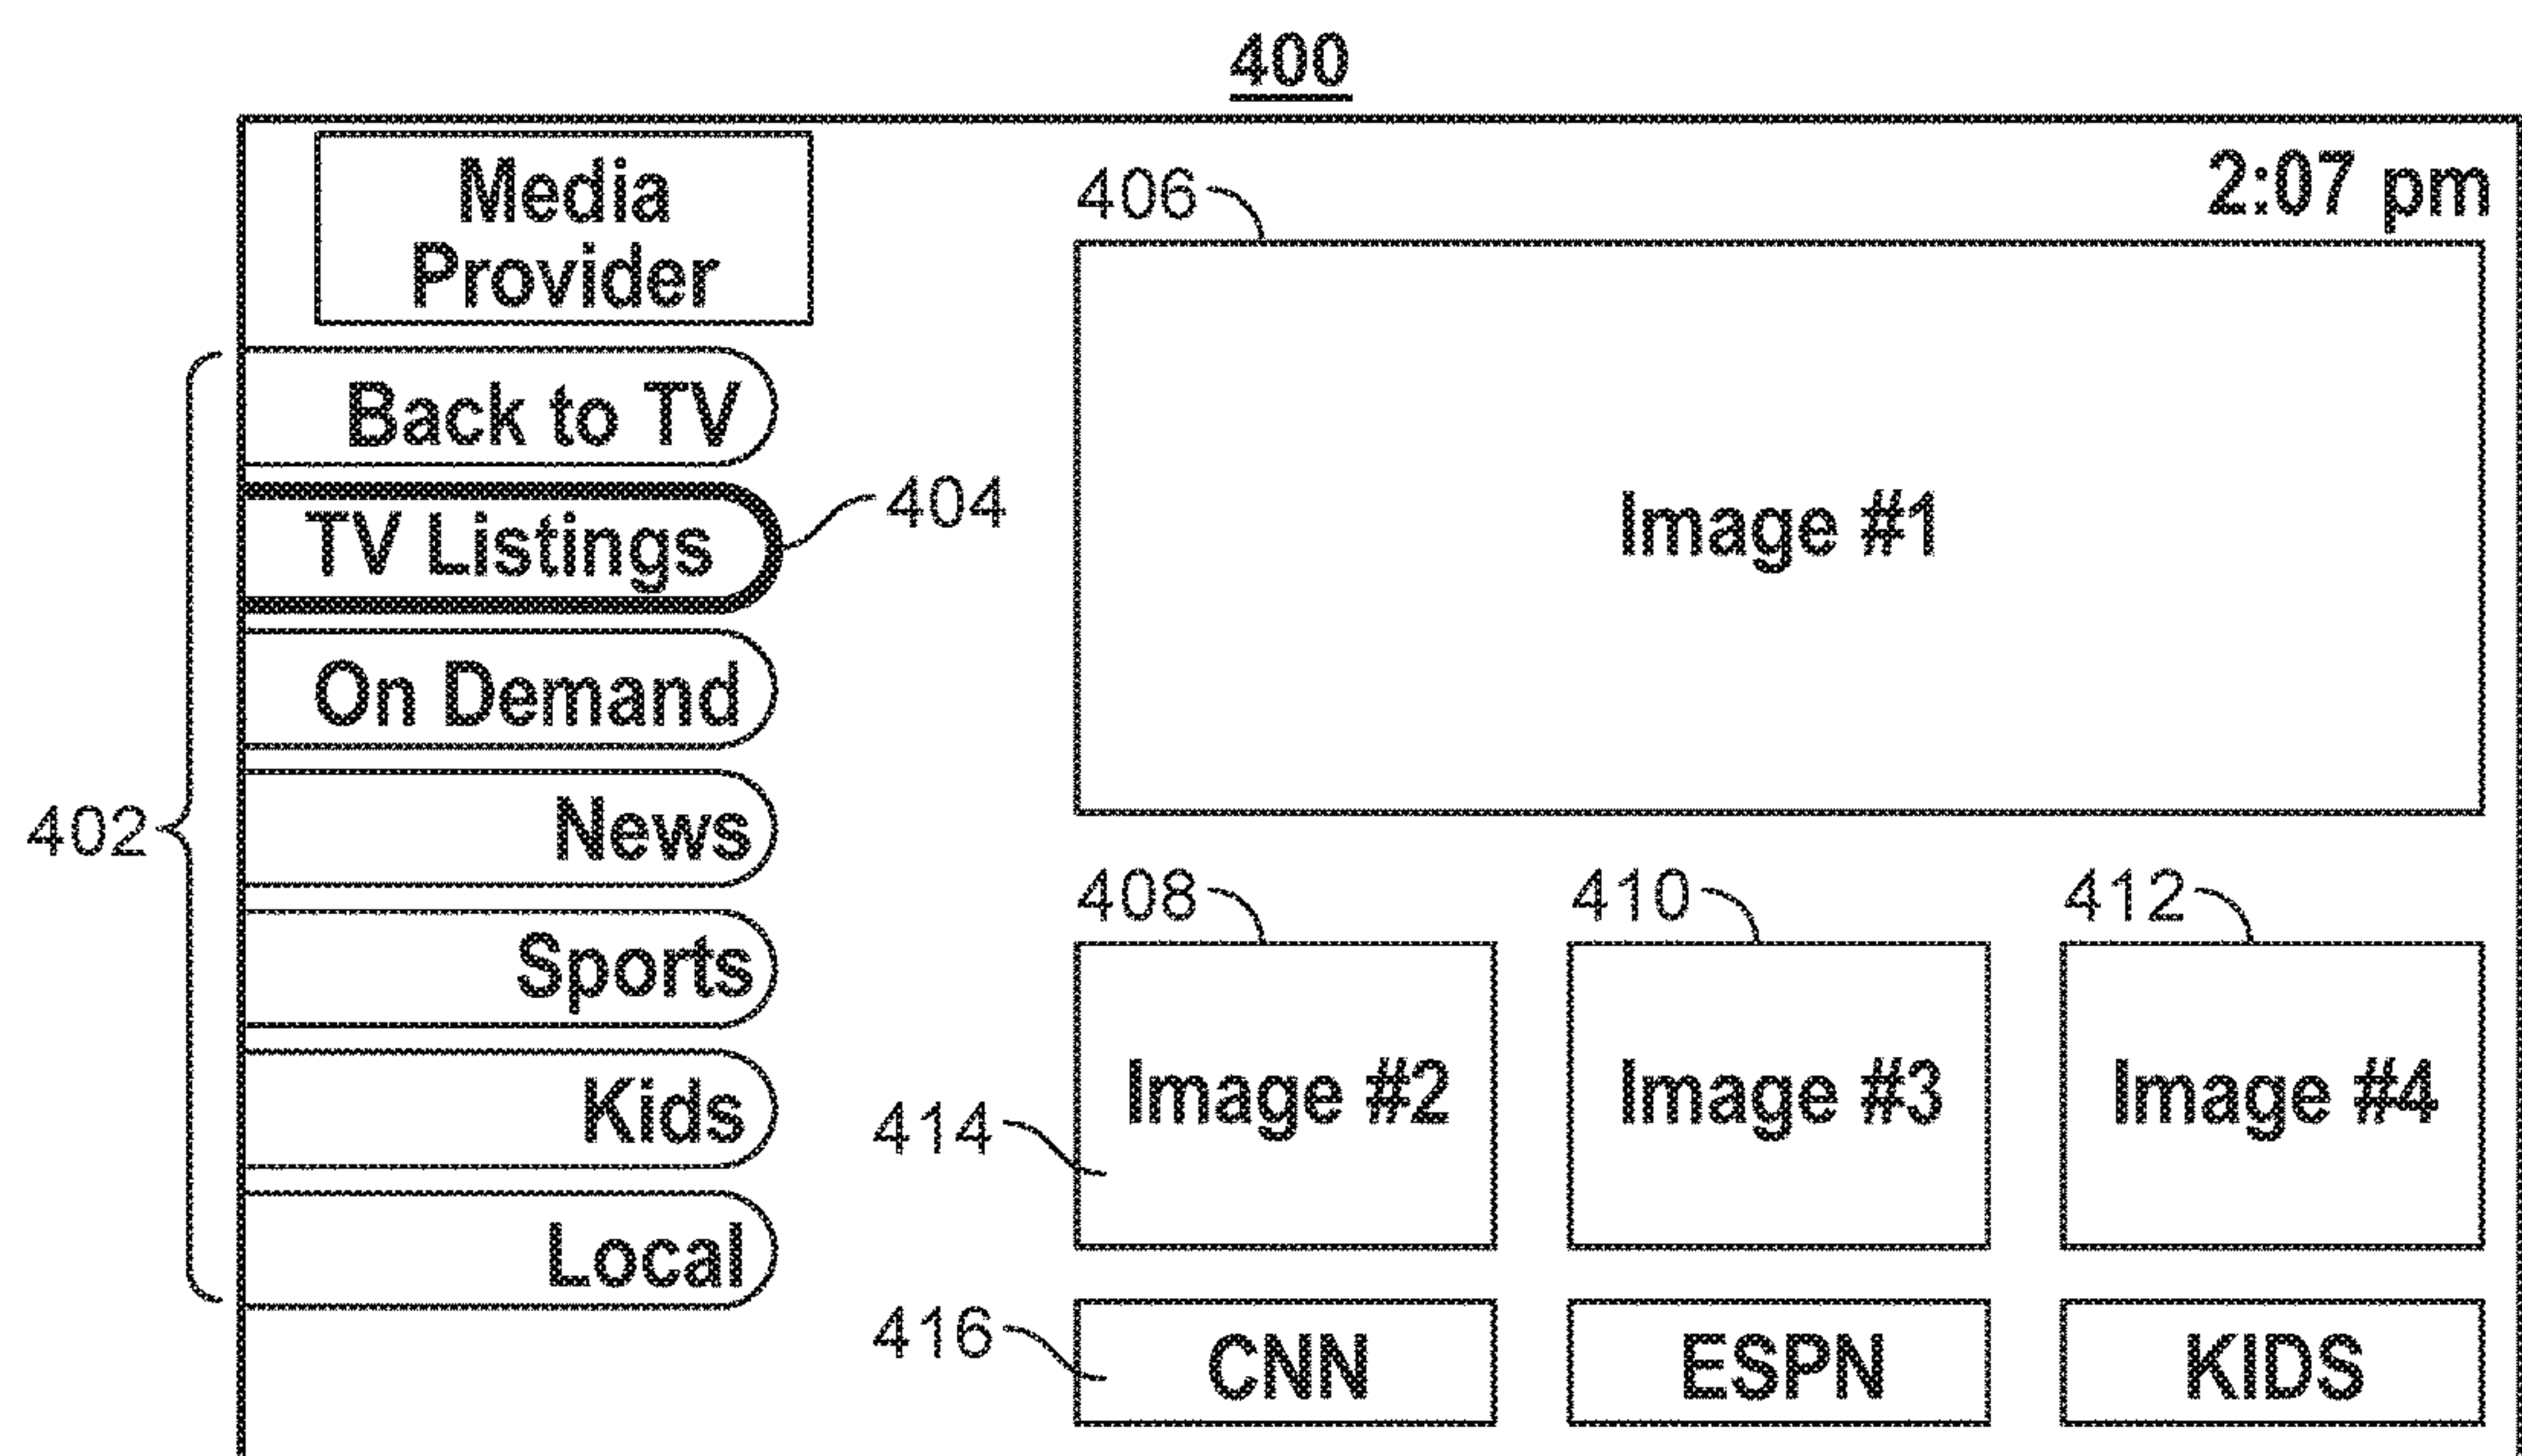 400
Media
Provider
2:07 pm
406
Back to TV
Image #1
TV Listings
404
On Demand
News
402
408
410
412
Sports
Image #2
Image #3
Image #4
Kids
414
Local
416
CNN
ESPN
KIDS